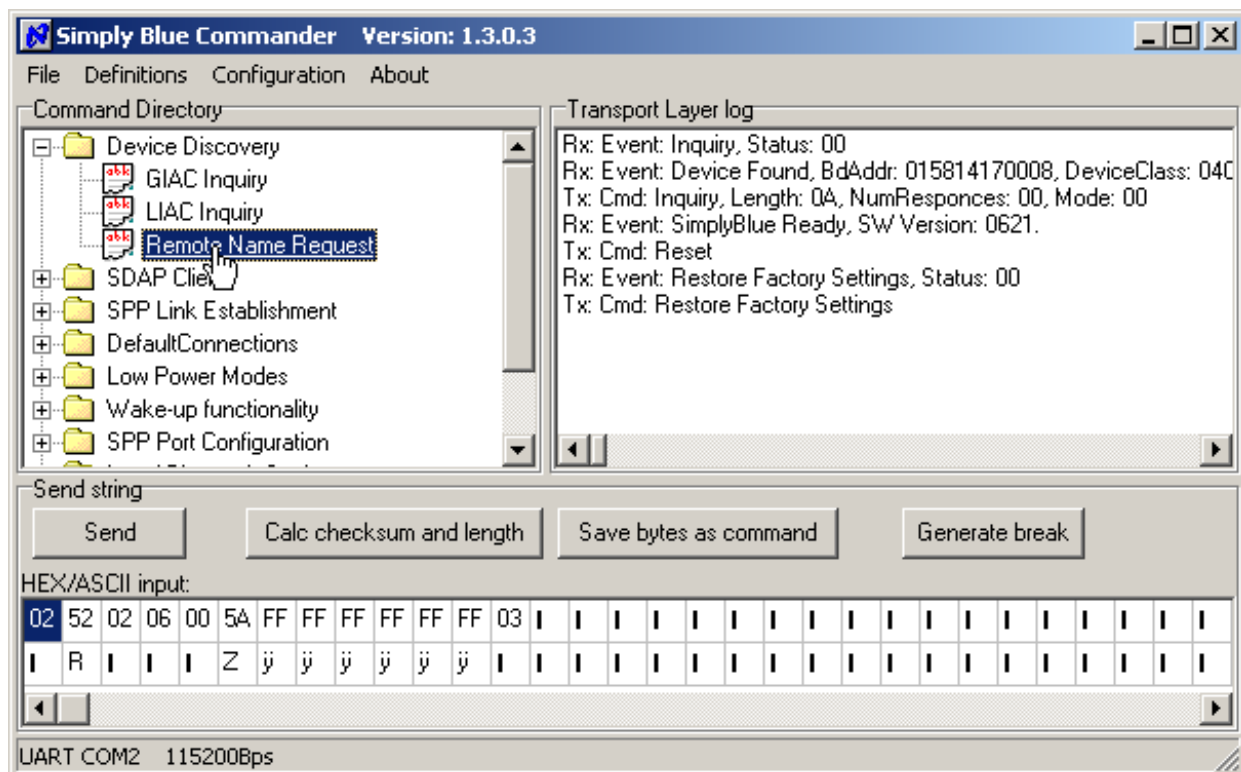 Simply Blue Commander Version: 1.3.0.3
File Definitions Configuration About
Command Directory
Device Discovery
GIAC Inquiry
LIAC Inquiry
Remote Name Request
SDAP
SPP Link Establishment
DefaultConnections
Low Power Modes
Wake-up functionality
SPP Port Configuration
Transport Layer log
Rx: Event: Inquiry, Status: 00
Rx: Event: Device Found, BdAddr: 015814170008, DeviceClass: 040
Tx: Cmd: Inquiry, Length: 0A, NumResponces: 00, Mode: 00
Rx: Event: SimplyBlue Ready, SW Version: 0621.
Tx: Cmd: Reset
Rx: Event: Restore Factory Settings, Status: 00
Tx: Cmd: Restore Factory Settings
Send string
Send Calc checksum and length Save bytes as command Generate break
HEX/ASCII input:
02 52 02 06 00 5A FF FF FF FF FF FF 03
R Z ÿ ÿ ÿ ÿ ÿ ÿ
UART COM2 115200Bps